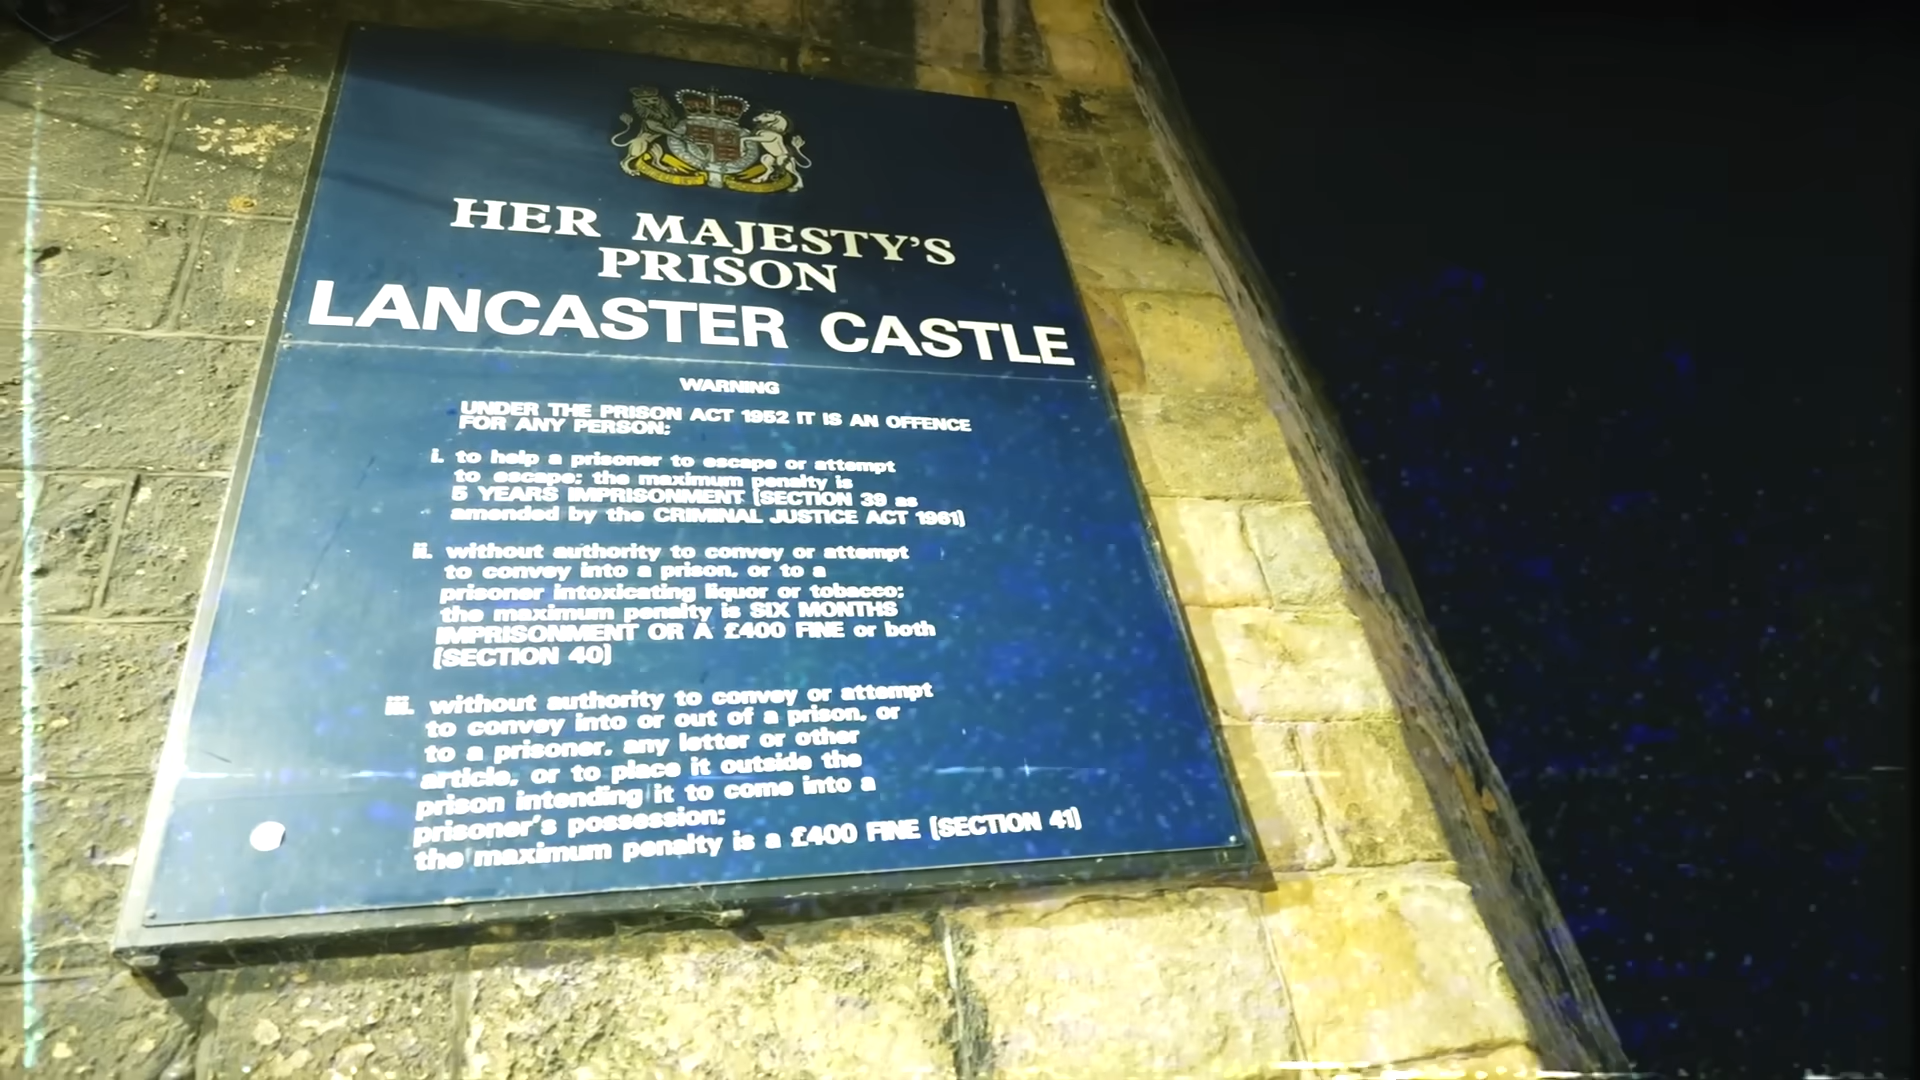 HER MAJESTY'S
PRISON
LANCASTER CASTLE
WARNING
UNDER THE PRISON ACT 1952 IT IS AN OFFENCE
FOR ANY PERSON:
i. to help a prisoner to escape or attempt
to escape; the maximum penalty is
5 YEARS IMPRISONMENT [SECTION 39 as
amended by the CRIMINAL JUSTICE ACT 1961]
ii. without authority to convey or attempt
to convey into a prison, or to a
prisoner intoxicating liquor or tobacco;
the maximum penalty is SIX MONTHS
IMPRISONMENT OR A £400 FINE or both
[SECTION 40]
iii. without authority to convey or attempt
to convey into or out of a prison, or
to a prisoner, any letter or other
article, or to place it outside the
prison intending it to come into a
prisoner's possession;
the maximum penalty is a £400 FINE [SECTION 41]